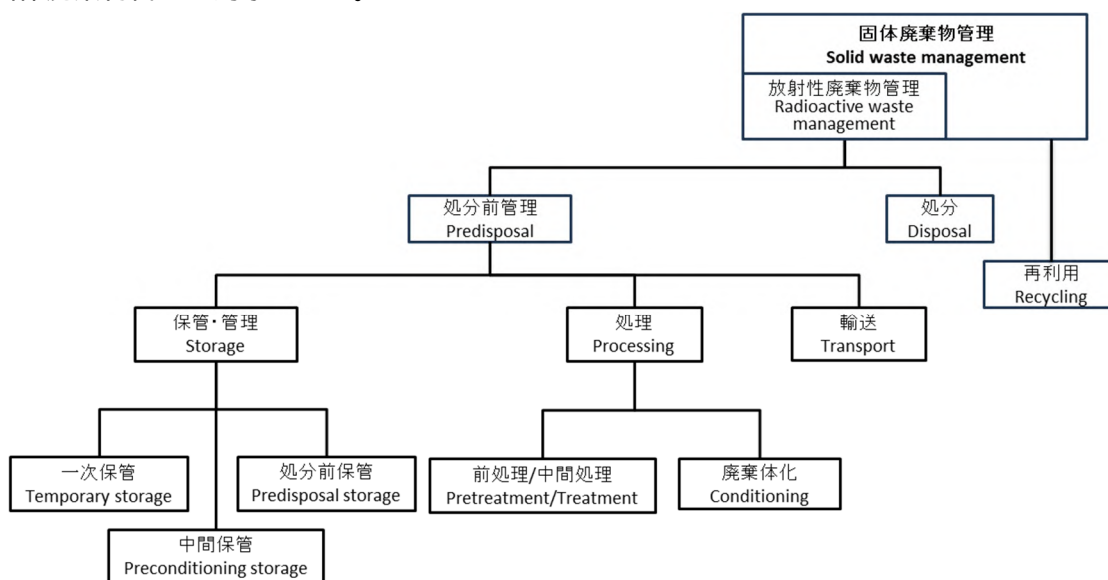 固体廃棄物管理
Solid waste management
放射性廃棄物管理
Radioactive waste
management
処分前管理
Predisposal
処分
Disposal
再利用
Recycling
保管・管理
Storage
処理
Processing
輸送
Transport
一次保管
Temporary storage
処分前保管
Predisposal storage
前処理/中間処理
Pretreatment/Treatment
廃棄体化
Conditioning
中間保管
Preconditioning storage